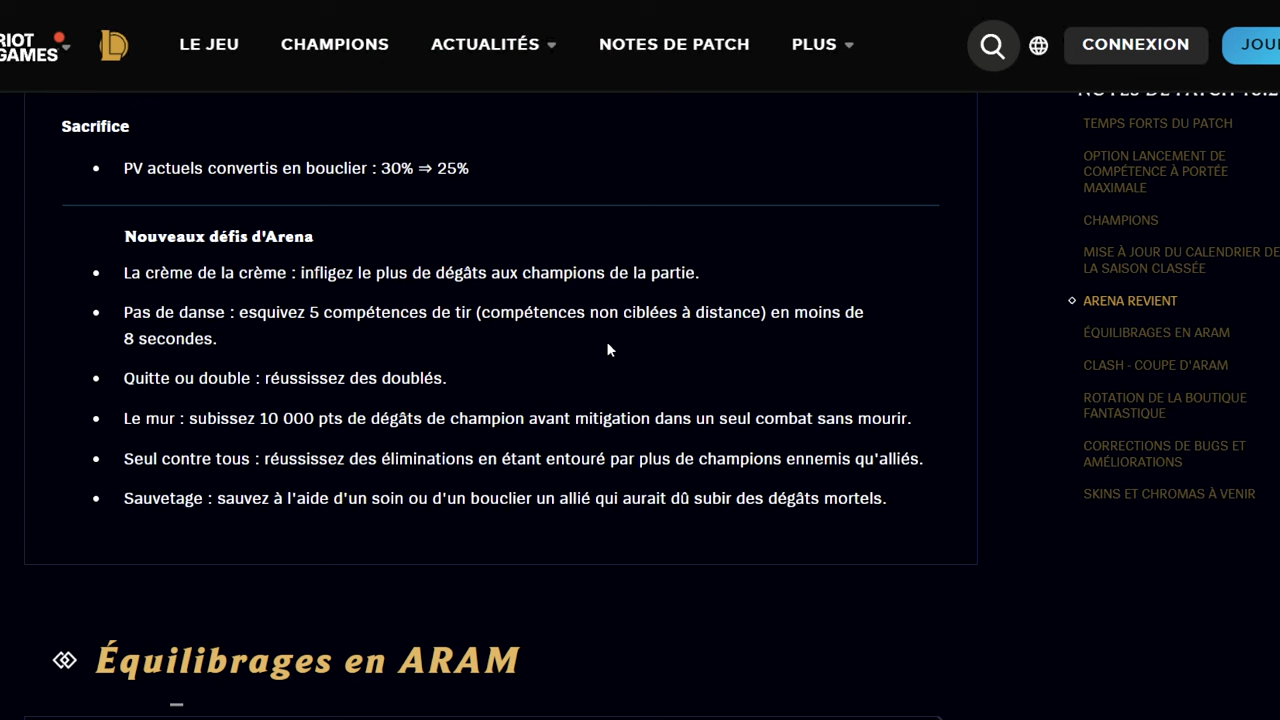 RIOT
GAMES
LE JEU
CHAMPIONS
ACTUALITÉS
NOTES DE PATCH
PLUS
CONNEXION
JOU
Sacrifice
• PV actuels convertis en bouclier : 30% ⇒ 25%
Nouveaux défis d'Arena
• La crème de la crème : infligez le plus de dégâts aux champions de la partie.
• Pas de danse : esquivez 5 compétences de tir (compétences non ciblées à distance) en moins de
8 secondes.
• Quitte ou double : réussissez des doublés.
• Le mur : subissez 10 000 pts de dégâts de champion avant mitigation dans un seul combat sans mourir.
• Seul contre tous : réussissez des éliminations en étant entouré par plus de champions ennemis qu'alliés.
• Sauvetage : sauvez à l'aide d'un soin ou d'un bouclier un allié qui aurait dû subir des dégâts mortels.
Équilibrages en ARAM
NOTES DE PATCH
TEMPS FORTS DU PATCH
OPTION LANCEMENT DE
COMPÉTENCE À PORTÉE
MAXIMALE
CHAMPIONS
MISE À JOUR DU CALENDRIER DE
LA SAISON CLASSÉE
ARENA REVIENT
ÉQUILIBRAGES EN ARAM
CLASH - COUPE D'ARAM
ROTATION DE LA BOUTIQUE
FANTASTIQUE
CORRECTIONS DE BUGS ET
AMÉLIORATIONS
SKINS ET CHROMAS À VENIR